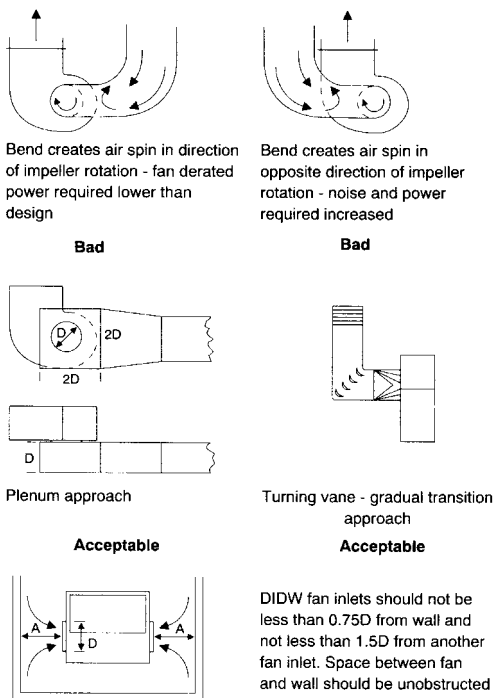 Bend creates air spin in direction
of impeller rotation - fan derated
power required lower than
design
Bad
Bend creates air spin in
opposite direction of impeller
rotation - noise and power
required increased
Bad
D
2D
2D
D
Plenum approach
Acceptable
Turning vane - gradual transition
approach
Acceptable
A
D
A
DIDW fan inlets should not be
less than 0.75D from wall and
not less than 1.5D from another
fan inlet. Space between fan
and wall should be unobstructed